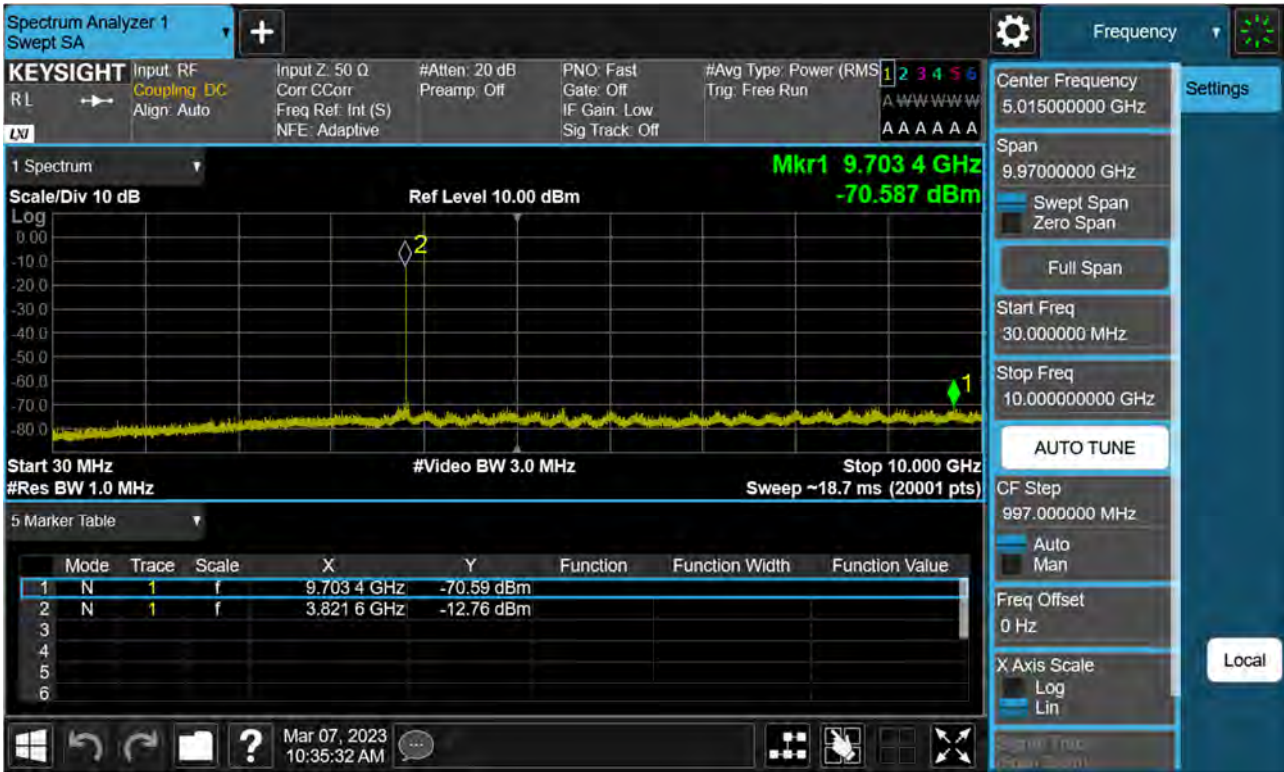 Spectrum Analyzer 1
Swept SA
+
Frequency
KEYSIGHT
RL
LXI
Input: RF
Coupling: DC
Align: Auto
Input Z: 50 Ω
Corr CCorr
Freq Ref: Int (S)
NFE: Adaptive
#Atten: 20 dB
Preamp: Off
PNO: Fast
Gate: Off
IF Gain: Low
Sig Track: Off
#Avg Type: Power (RMS
Trig: Free Run
1 2 3 4 5 6
A W W W W W
A A A A A A
1 Spectrum
Mkr1 9.703 4 GHz
Scale/Div 10 dB
Ref Level 10.00 dBm
-70.587 dBm
Log
0.00
-10.0
-20.0
-30.0
-40.0
-50.0
-60.0
-70.0
-80.0
2
1
Start 30 MHz
#Video BW 3.0 MHz
Stop 10.000 GHz
#Res BW 1.0 MHz
Sweep ~18.7 ms (20001 pts)
5 Marker Table
Mode Trace Scale X Y Function Function Width Function Value
1 N 1 f 9.703 4 GHz -70.59 dBm
2 N 1 f 3.821 6 GHz -12.76 dBm
3
4
5
6
Mar 07, 2023
10:35:32 AM
?
Center Frequency
5.015000000 GHz
Span
9.97000000 GHz
Swept Span
Zero Span
Full Span
Start Freq
30.000000 MHz
Stop Freq
10.000000000 GHz
AUTO TUNE
CF Step
997.000000 MHz
Auto
Man
Freq Offset
0 Hz
X Axis Scale
Log
Lin
Settings
Local